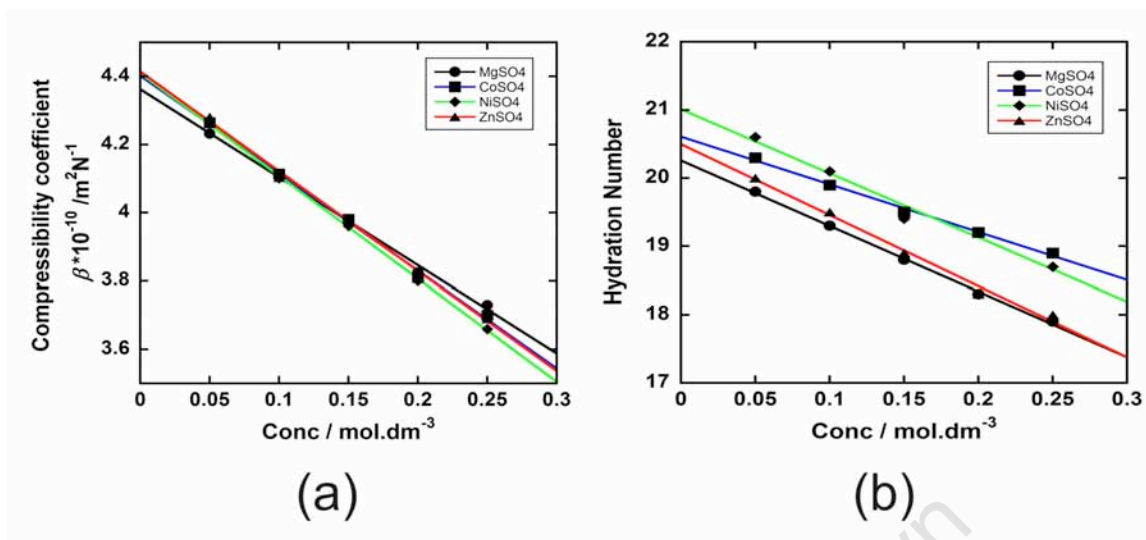 Compressibility coefficient
β*10⁻¹⁰ /m²N⁻¹
4.4
4.2
4
3.8
3.6
MgSO4
CoSO4
NiSO4
ZnSO4
0 0.05 0.1 0.15 0.2 0.25 0.3
Conc / mol.dm⁻³
(a)
Hydration Number
22
21
20
19
18
17
MgSO4
CoSO4
NiSO4
ZnSO4
0 0.05 0.1 0.15 0.2 0.25 0.3
Conc / mol.dm⁻³
(b)